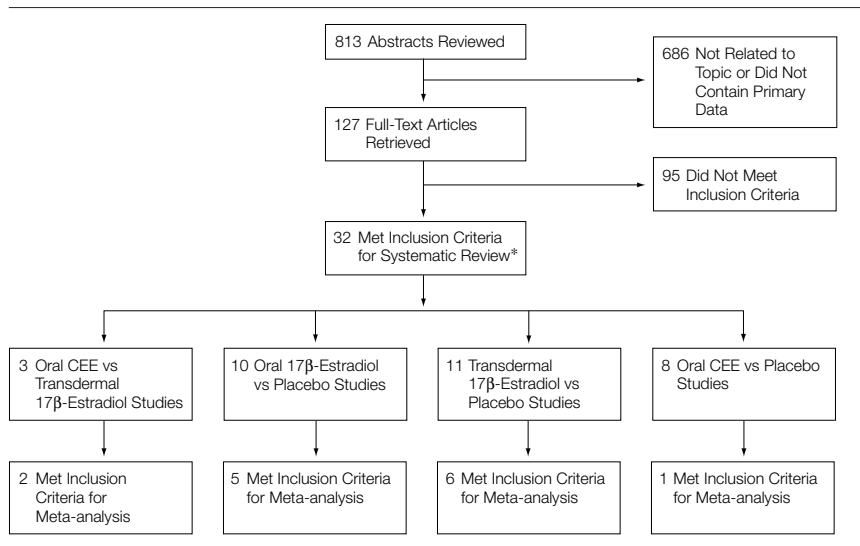 813 Abstracts Reviewed
686 Not Related to
Topic or Did Not
Contain Primary
Data
127 Full-Text Articles
Retrieved
95 Did Not Meet
Inclusion Criteria
32 Met Inclusion Criteria
for Systematic Review*
3 Oral CEE vs
Transdermal
17β-Estradiol Studies
10 Oral 17β-Estradiol
vs Placebo Studies
11 Transdermal
17β-Estradiol vs
Placebo Studies
8 Oral CEE vs Placebo
Studies
2 Met Inclusion
Criteria for
Meta-analysis
5 Met Inclusion Criteria
for Meta-analysis
6 Met Inclusion Criteria
for Meta-analysis
1 Met Inclusion Criteria
for Meta-analysis